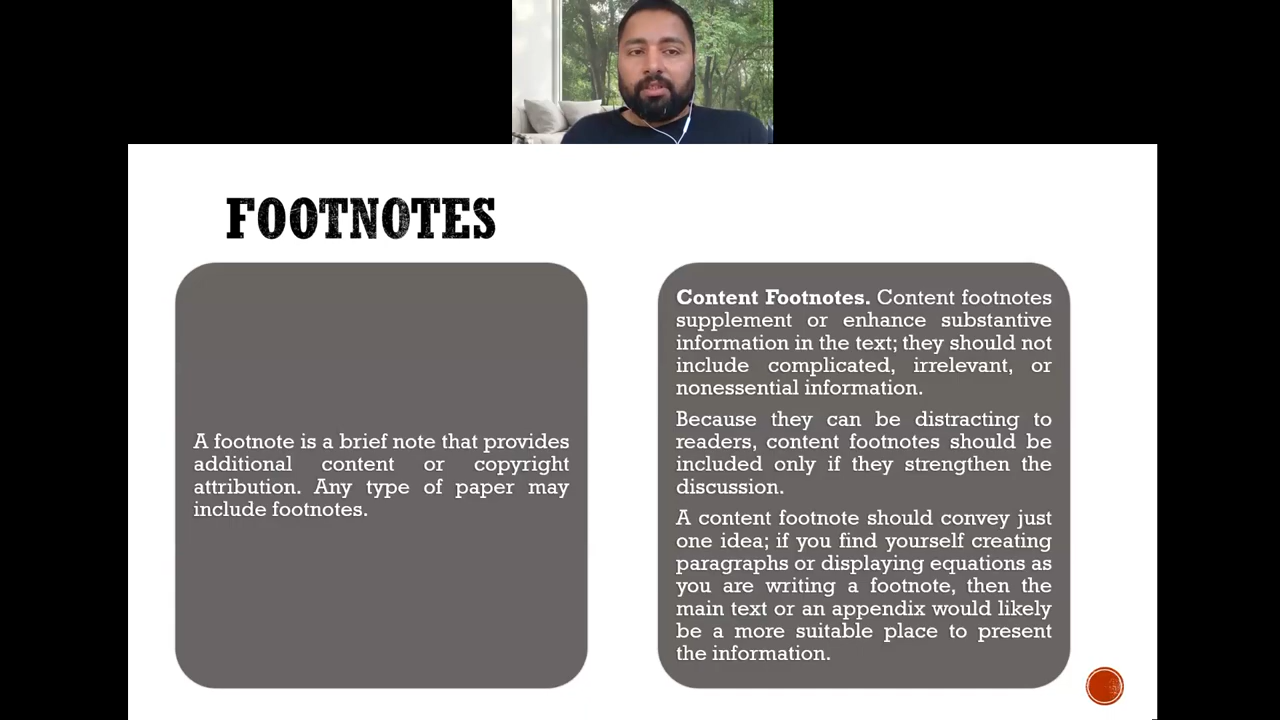 FOOTNOTES
A footnote is a brief note that provides
additional content or copyright
attribution. Any type of paper may
include footnotes.
Content Footnotes. Content footnotes
supplement or enhance substantive
information in the text; they should not
include complicated, irrelevant, or
nonessential information.
Because they can be distracting to
readers, content footnotes should be
included only if they strengthen the
discussion.
A content footnote should convey just
one idea; if you find yourself creating
paragraphs or displaying equations as
you are writing a footnote, then the
main text or an appendix would likely
be a more suitable place to present
the information.